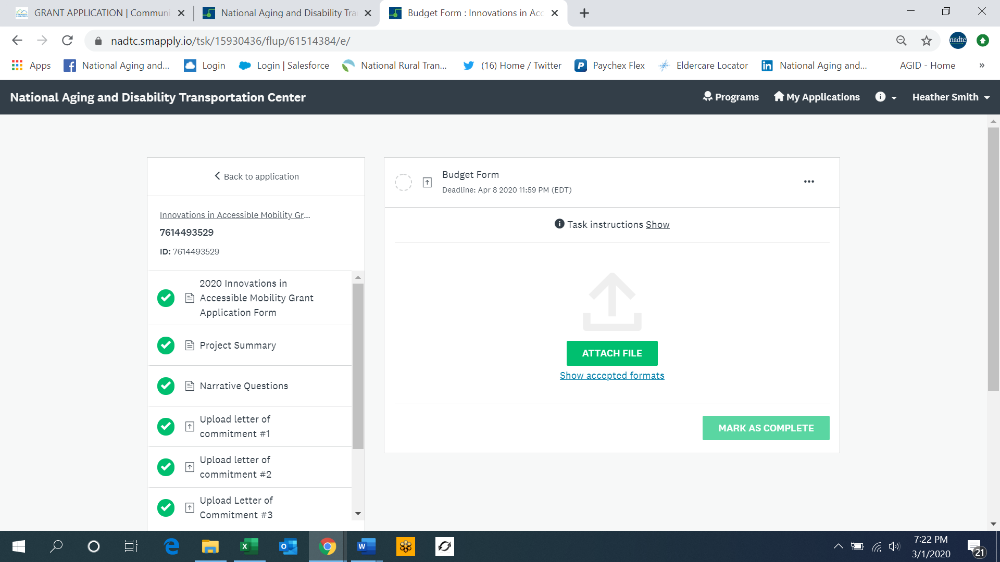 GRANT APPLICATION | Communi
National Aging and Disability Tra
Budget Form : Innovations in Acc
nadtc.smapply.io/tsk/15930436/flup/61514384/e/
nadtc
Apps
National Aging and...
Login
Login | Salesforce
National Rural Tran...
(16) Home / Twitter
Paychex Flex
Eldercare Locator
National Aging and...
AGID - Home
»
National Aging and Disability Transportation Center
Programs
My Applications
Heather Smith
Back to application
Innovations in Accessible Mobility Gr...
7614493529
ID: 7614493529
2020 Innovations in
Accessible Mobility Grant
Application Form
Project Summary
Narrative Questions
Upload letter of
commitment #1
Upload letter of
commitment #2
Upload Letter of
Commitment #3
Budget Form
Deadline: Apr 8 2020 11:59 PM (EDT)
Task instructions Show
ATTACH FILE
Show accepted formats
MARK AS COMPLETE
7:22 PM
3/1/2020
21